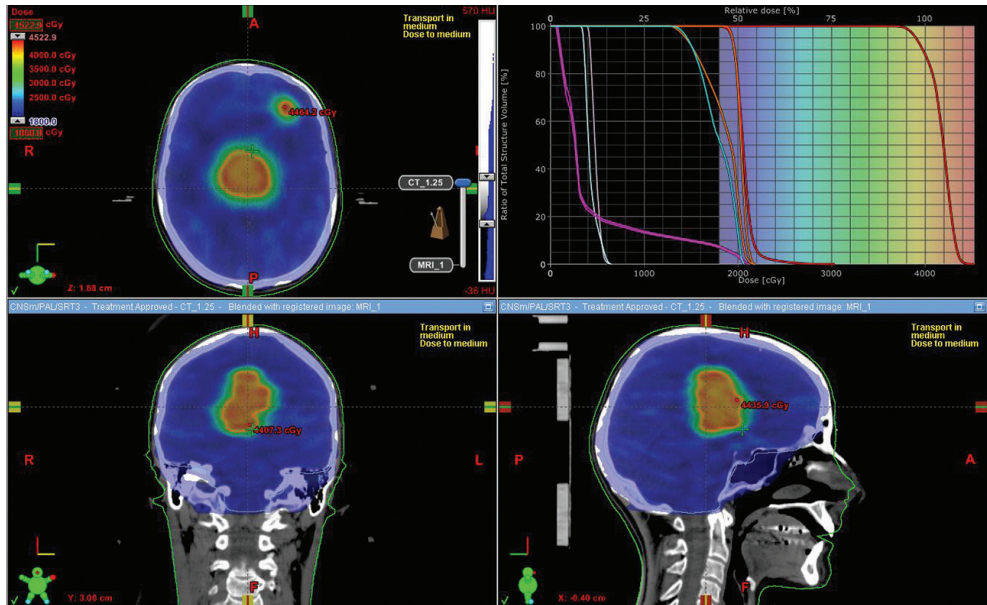 Dose
4522.9 cGy
4522.9
4000.0 cGy
3500.0 cGy
3000.0 cGy
2500.0 cGy
1800.0
1800.0 cGy
A
570 HU
Transport in
medium
Dose to medium
4464.2 cGy
R
CT_1.25
MRI_1
P
Z: 1.88 cm
-36 HU
Relative dose [%]
0
25
50
75
100
Ratio of Total Structure Volume [%]
100
80
60
40
20
0
0
1000
2000
3000
4000
Dose [cGy]
CNSm/PAL/SRT3 - Treatment Approved - CT_1.25 - Blended with registered image: MRI_1
H
Transport in
medium
Dose to medium
4407.3 cGy
R
L
F
Y: 3.06 cm
CNSm/PAL/SRT3 - Treatment Approved - CT_1.25 - Blended with registered image: MRI_1
H
Transport in
medium
Dose to medium
4415.9 cGy
P
A
F
X: -0.40 cm